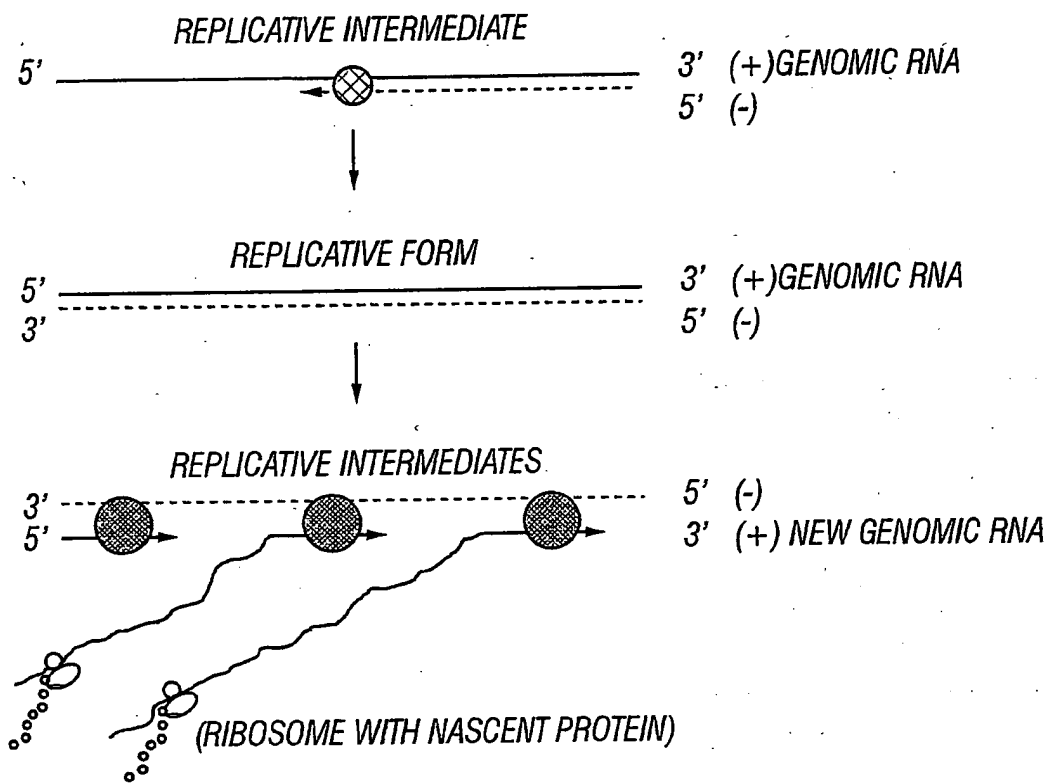 REPLICATIVE INTERMEDIATE
5' 3' (+)GENOMIC RNA
5' (-)
REPLICATIVE FORM
5' 3' (+)GENOMIC RNA
3' 5' (-)
REPLICATIVE INTERMEDIATES
3' 5' (-)
5' 3' (+) NEW GENOMIC RNA
(RIBOSOME WITH NASCENT PROTEIN)